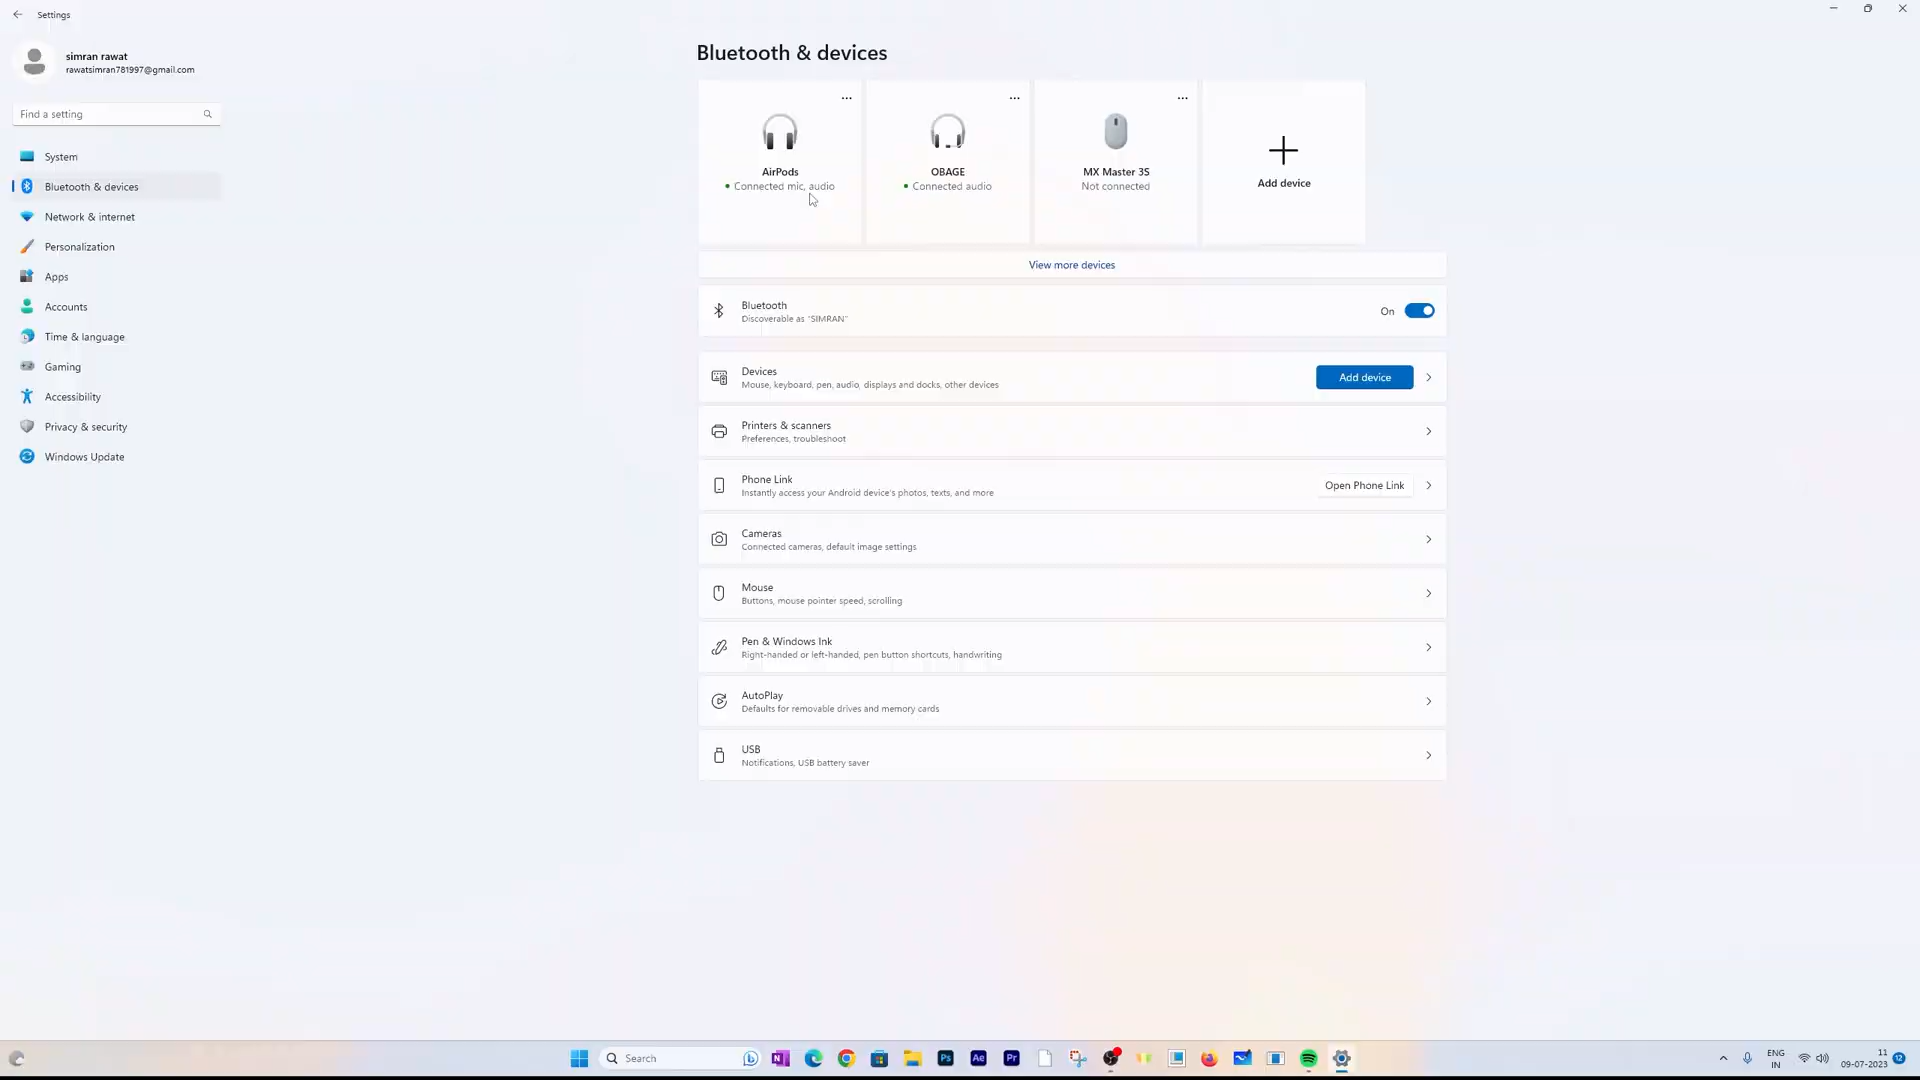 Settings
simran rawat
rawatsimran781997@gmail.com
Find a setting
System
Bluetooth & devices
Network & internet
Personalization
Apps
Accounts
Time & language
Gaming
Accessibility
Privacy & security
Windows Update
Bluetooth & devices
AirPods
Connected mic, audio
OBAGE
Connected audio
MX Master 3S
Not connected
Add device
View more devices
Bluetooth
Discoverable as "SIMRAN"
On
Devices
Mouse, keyboard, pen, audio, displays and docks, other devices
Add device
Printers & scanners
Preferences, troubleshoot
Phone Link
Instantly access your Android device's photos, texts, and more
Open Phone Link
Cameras
Connected cameras, default image settings
Mouse
Buttons, mouse pointer speed, scrolling
Pen & Windows Ink
Right-handed or left-handed, pen button shortcuts, handwriting
AutoPlay
Defaults for removable drives and memory cards
USB
Notifications, USB battery saver
Search
Ps
Ae
Pr
ENG
IN
11
09-07-2023
12